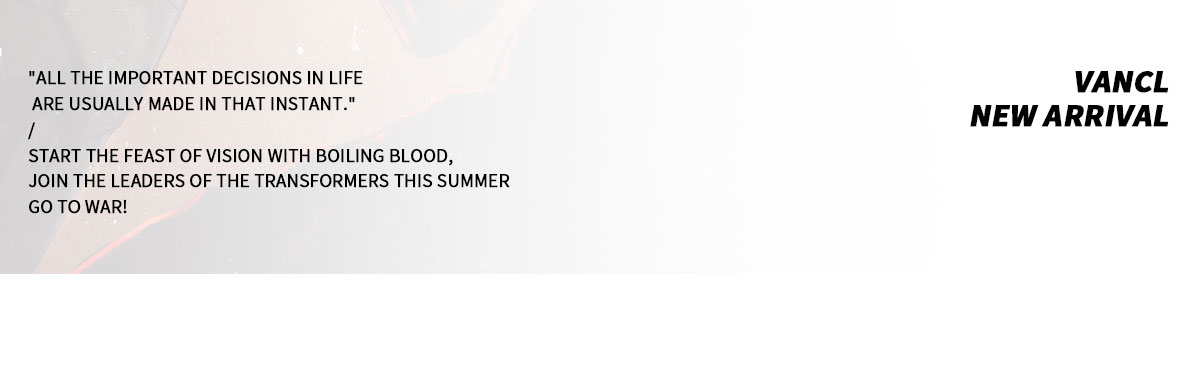 "ALL THE IMPORTANT DECISIONS IN LIFE
ARE USUALLY MADE IN THAT INSTANT."
/
START THE FEAST OF VISION WITH BOILING BLOOD,
JOIN THE LEADERS OF THE TRANSFORMERS THIS SUMMER
GO TO WAR!
VANCL
NEW ARRIVAL